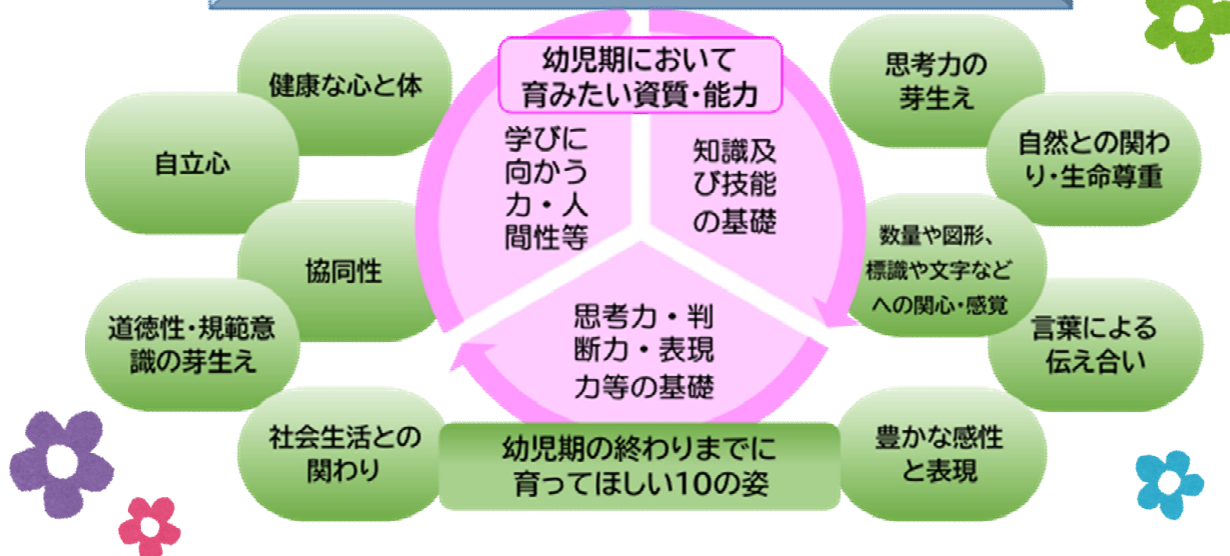 幼児期において
育みたい資質・能力
学びに
向かう
力・人
間性等
知識及
び技能
の基礎
思考力・判
断力・表現
力等の基礎
健康な心と体
自立心
協同性
道徳性・規範意
識の芽生え
社会生活との
関わり
思考力の
芽生え
自然との関わ
り・生命尊重
数量や図形、
標識や文字など
への関心・感覚
言葉による
伝え合い
豊かな感性
と表現
幼児期の終わりまでに
育ってほしい10の姿